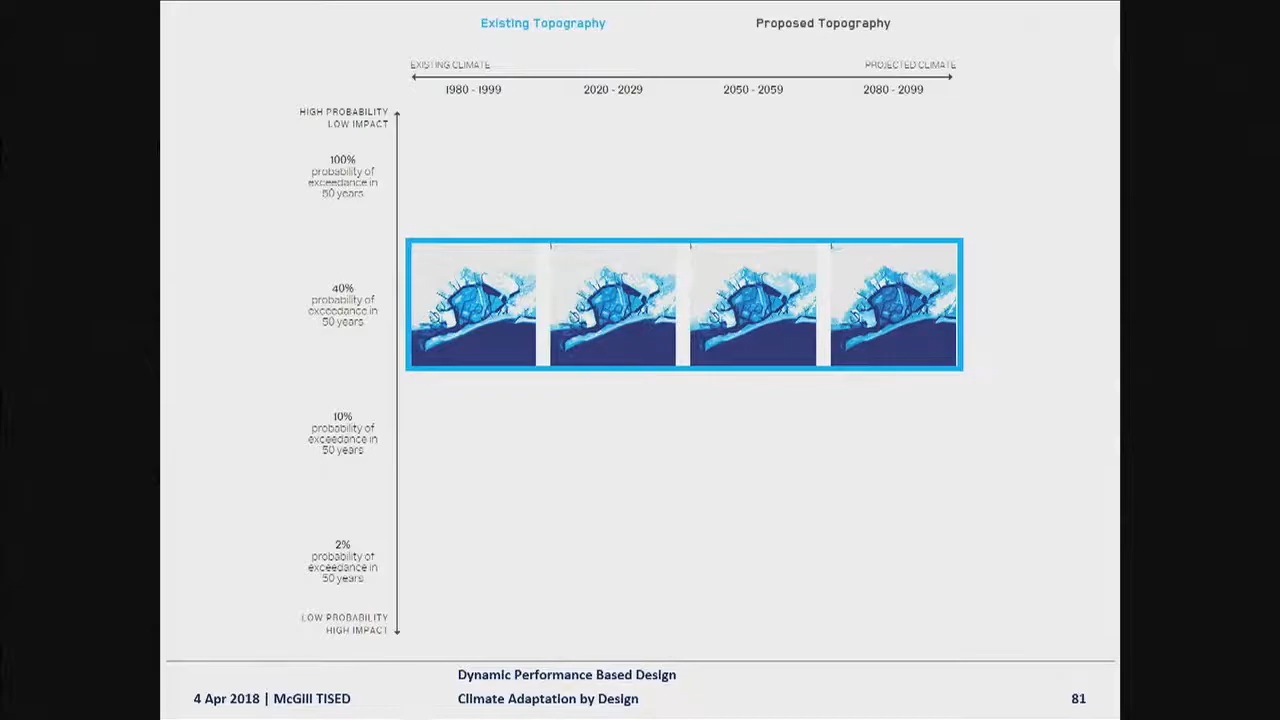 Existing Topography
Proposed Topography
EXISTING CLIMATE
PROJECTED CLIMATE
1980 - 1999
2020 - 2029
2050 - 2059
2080 - 2099
HIGH PROBABILITY
LOW IMPACT
100%
probability of
exceedance in
50 years
40%
probability of
exceedance in
50 years
10%
probability of
exceedance in
50 years
2%
probability of
exceedance in
50 years
LOW PROBABILITY
HIGH IMPACT
Dynamic Performance Based Design
4 Apr 2018 | McGill TISED
Climate Adaptation by Design
81